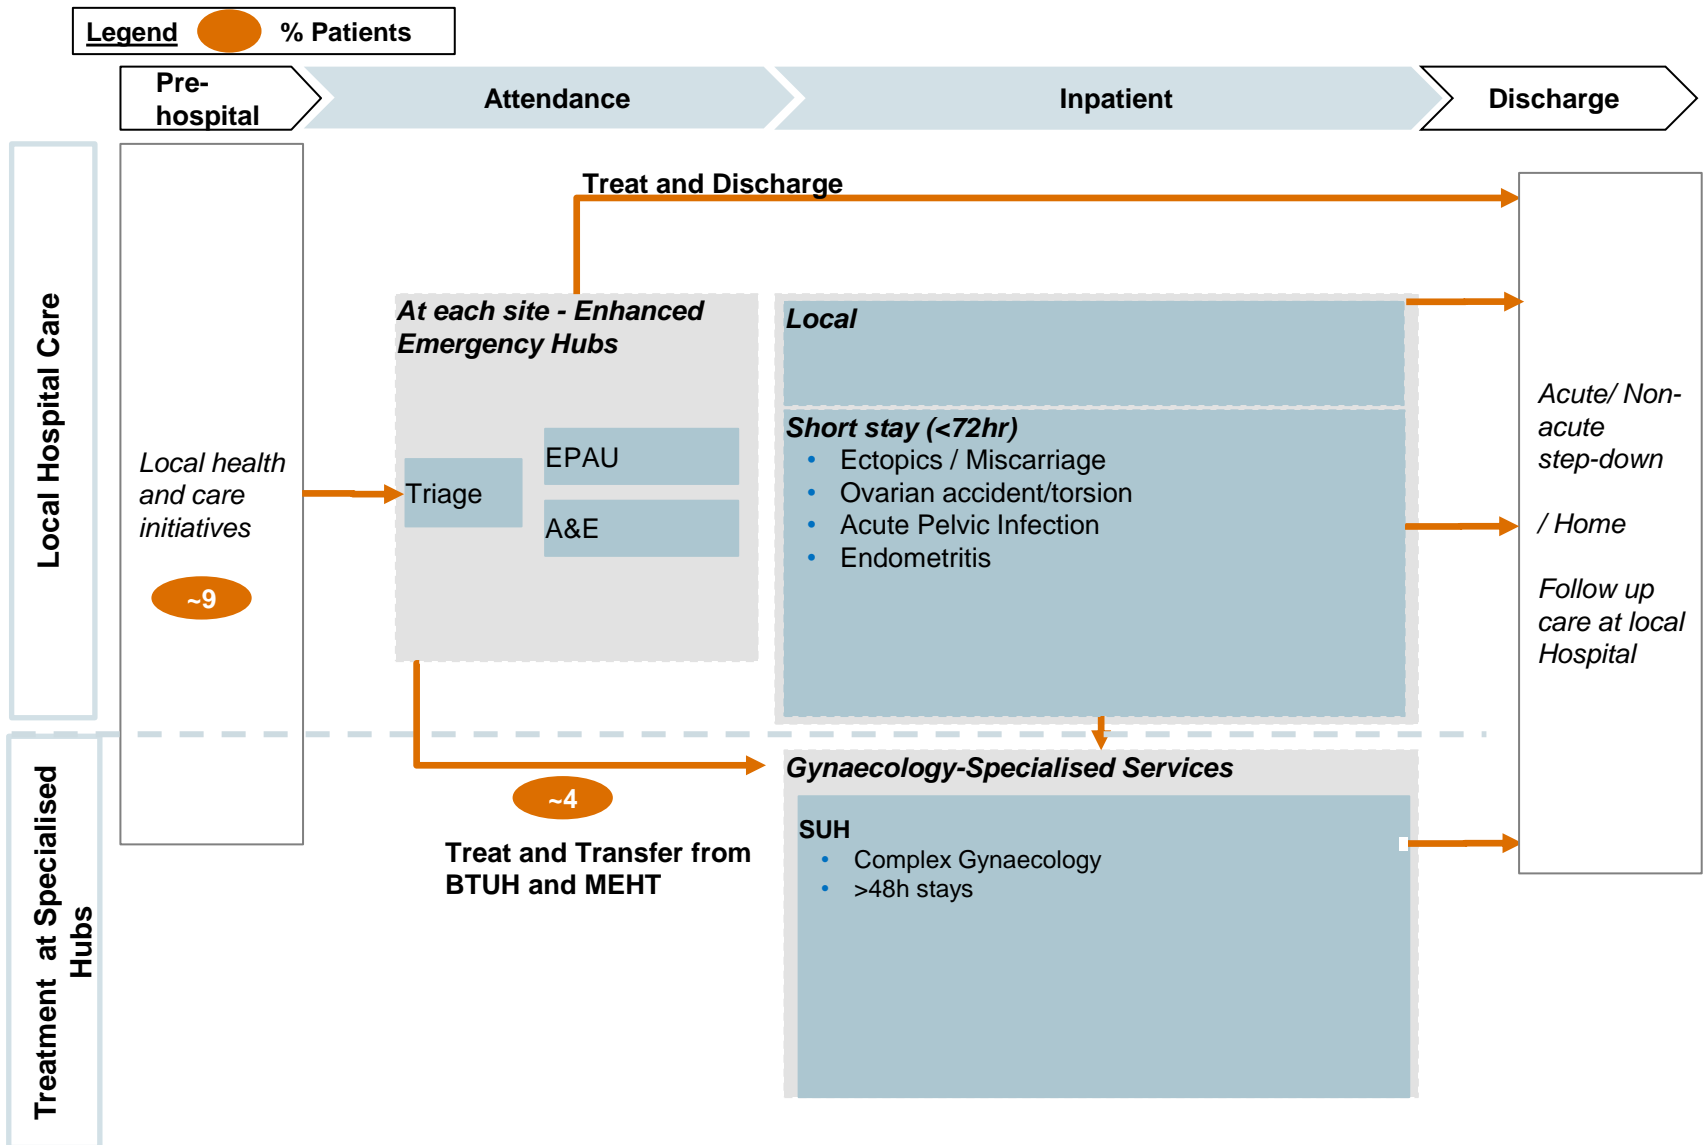 Legend
% Patients
Pre-
hospital
Attendance
Inpatient
Discharge
Local Hospital Care
Treatment at Specialised
Hubs
Local health
and care
initiatives
~9
Treat and Discharge
At each site - Enhanced
Emergency Hubs
Triage
EPAU
A&E
Local
Short stay (<72hr)
• Ectopics / Miscarriage
• Ovarian accident/torsion
• Acute Pelvic Infection
• Endometritis
~4
Treat and Transfer from
BTUH and MEHT
Gynaecology-Specialised Services
SUH
• Complex Gynaecology
• >48h stays
Acute/ Non-
acute
step-down
/ Home
Follow up
care at local
Hospital